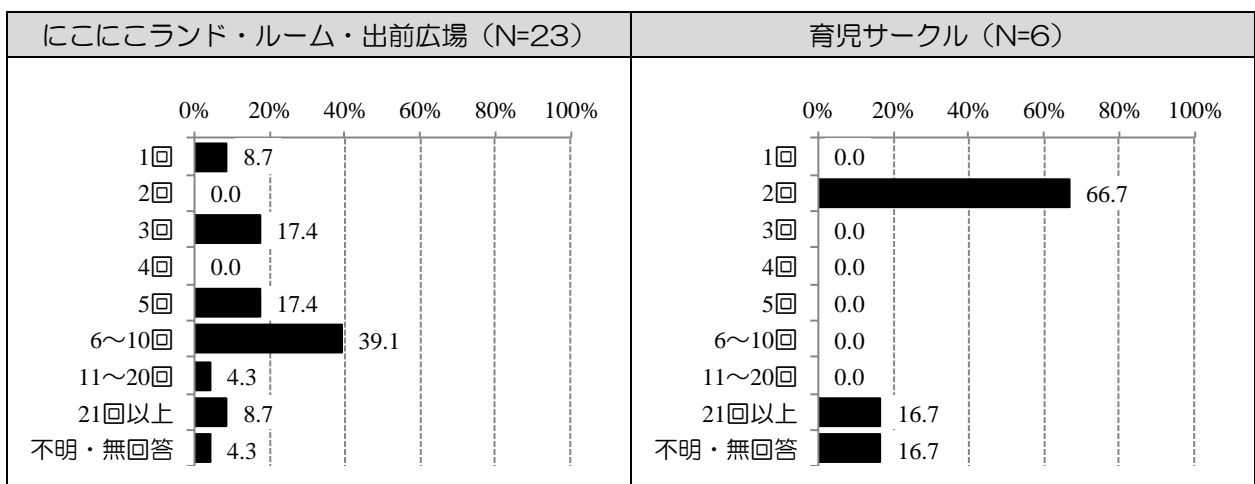 にこにこランド・ルーム・出前広場（N=23）
0% 20% 40% 60% 80% 100%
1回 8.7
2回 0.0
3回 17.4
4回 0.0
5回 17.4
6～10回 39.1
11～20回 4.3
21回以上 8.7
不明・無回答 4.3
育児サークル（N=6）
0% 20% 40% 60% 80% 100%
1回 0.0
2回 66.7
3回 0.0
4回 0.0
5回 0.0
6～10回 0.0
11～20回 0.0
21回以上 16.7
不明・無回答 16.7